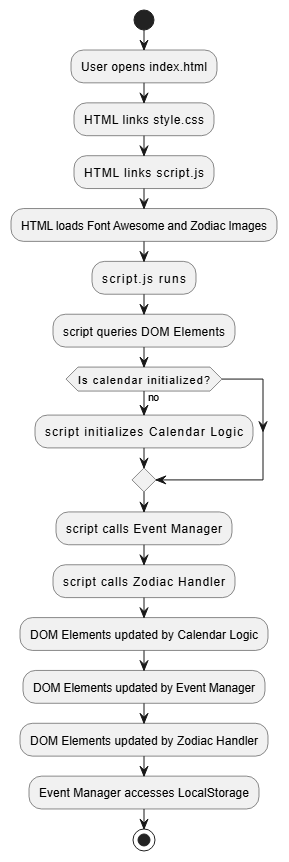 User opens index.html
HTML links style.css
HTML links script.js
HTML loads Font Awesome and Zodiac Images
script.js runs
script queries DOM Elements
Is calendar initialized?
no
script initializes Calendar Logic
script calls Event Manager
script calls Zodiac Handler
DOM Elements updated by Calendar Logic
DOM Elements updated by Event Manager
DOM Elements updated by Zodiac Handler
Event Manager accesses LocalStorage